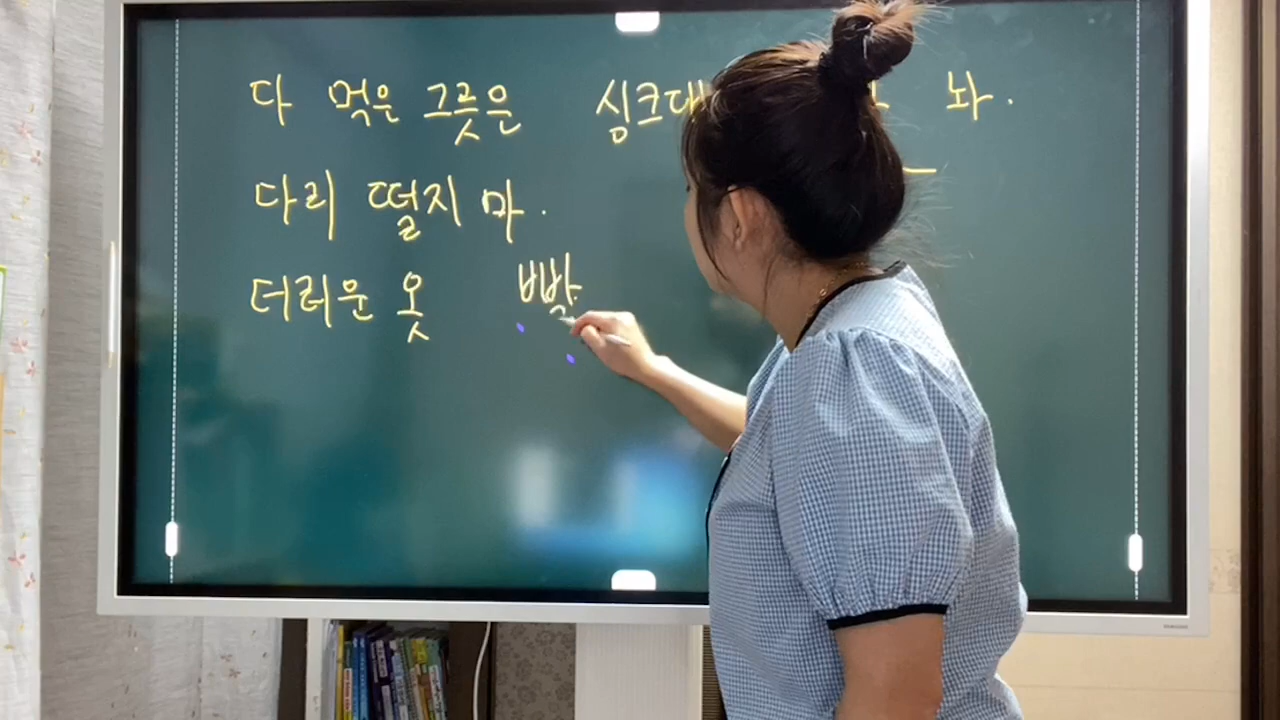 다 먹은 그릇은 싱크대 놔.
다리 떨지 마.
더러운 옷 빨